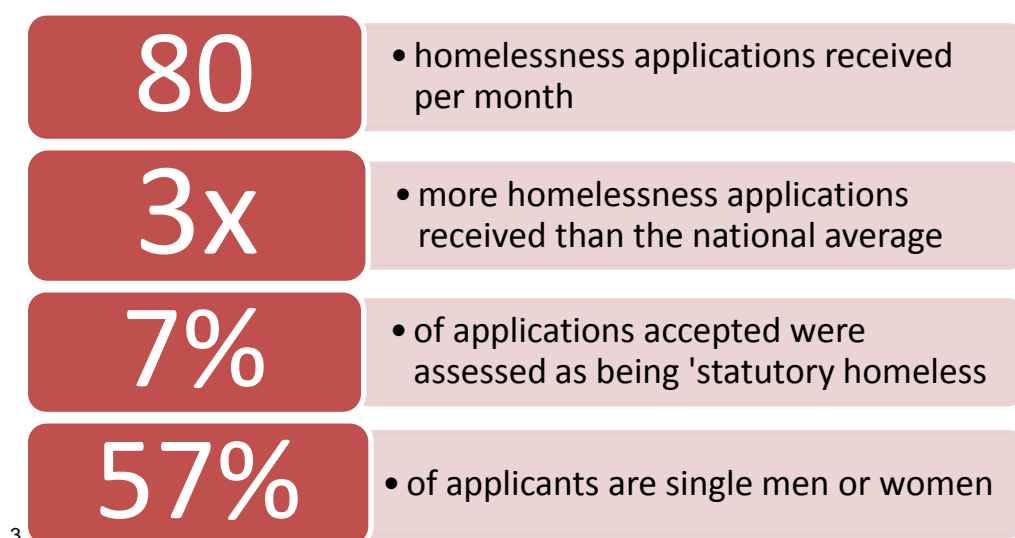 80
• homelessness applications received
per month
3x
• more homelessness applications
received than the national average
7%
• of applications accepted were
assessed as being 'statutory homeless
57%
• of applicants are single men or women
3